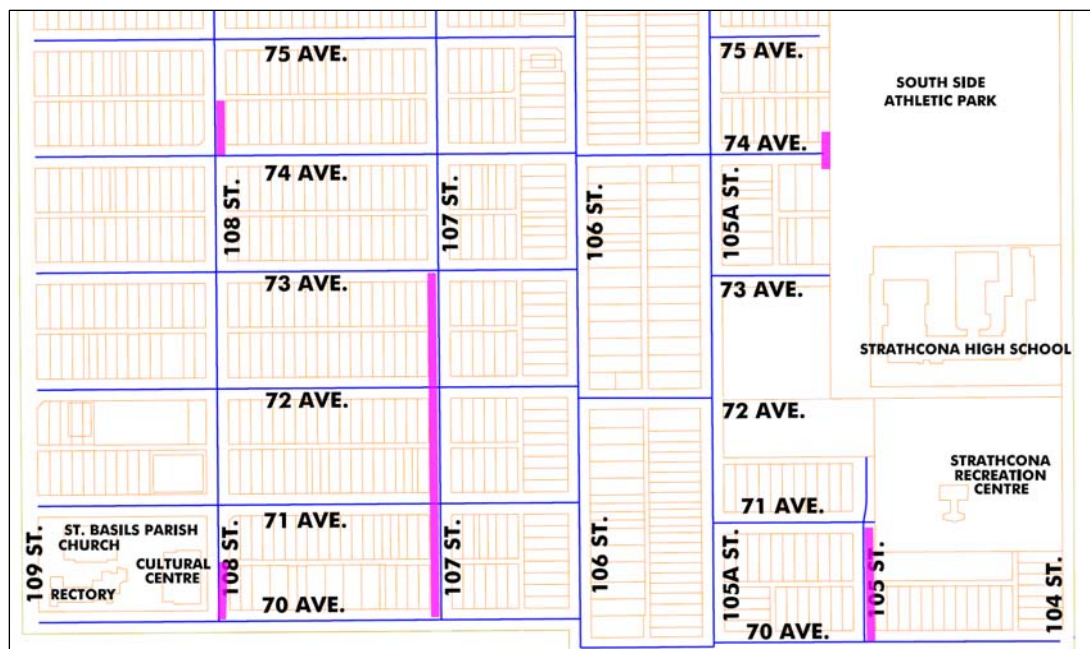 75 AVE.
75 AVE.
SOUTH SIDE
ATHLETIC PARK
74 AVE.
74 AVE.
108 ST.
107 ST.
106 ST.
105A ST.
73 AVE.
73 AVE.
STRATHCONA HIGH SCHOOL
72 AVE.
72 AVE.
STRATHCONA
RECREATION
CENTRE
71 AVE.
71 AVE.
109 ST.
ST. BASILS PARISH
CHURCH
CULTURAL
CENTRE
RECTORY
108 ST.
107 ST.
106 ST.
105A ST.
105 ST.
104 ST.
70 AVE.
70 AVE.